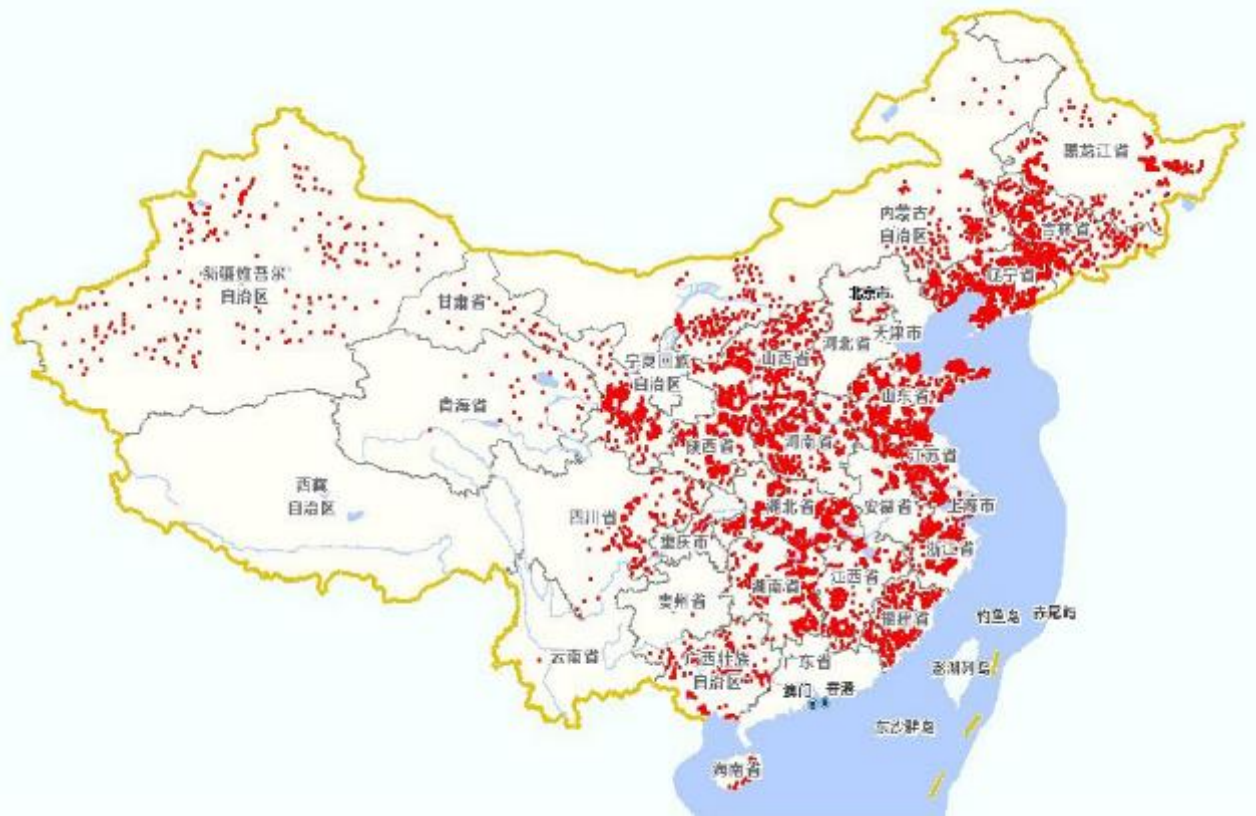 黑龙江省
内蒙古
自治区
吉林省
辽宁省
新疆维吾尔
自治区
甘肃省
北京市
天津市
河北省
宁夏回族
自治区
山西省
青海省
山东省
陕西省
河南省
江苏省
西藏
自治区
四川省
湖北省
安徽省
上海市
重庆市
浙江省
湖南省
江西省
贵州省
福建省
钓鱼岛
赤尾屿
云南省
广西壮族
自治区
广东省
澎湖列岛
澳门
香港
东沙群岛
海南省